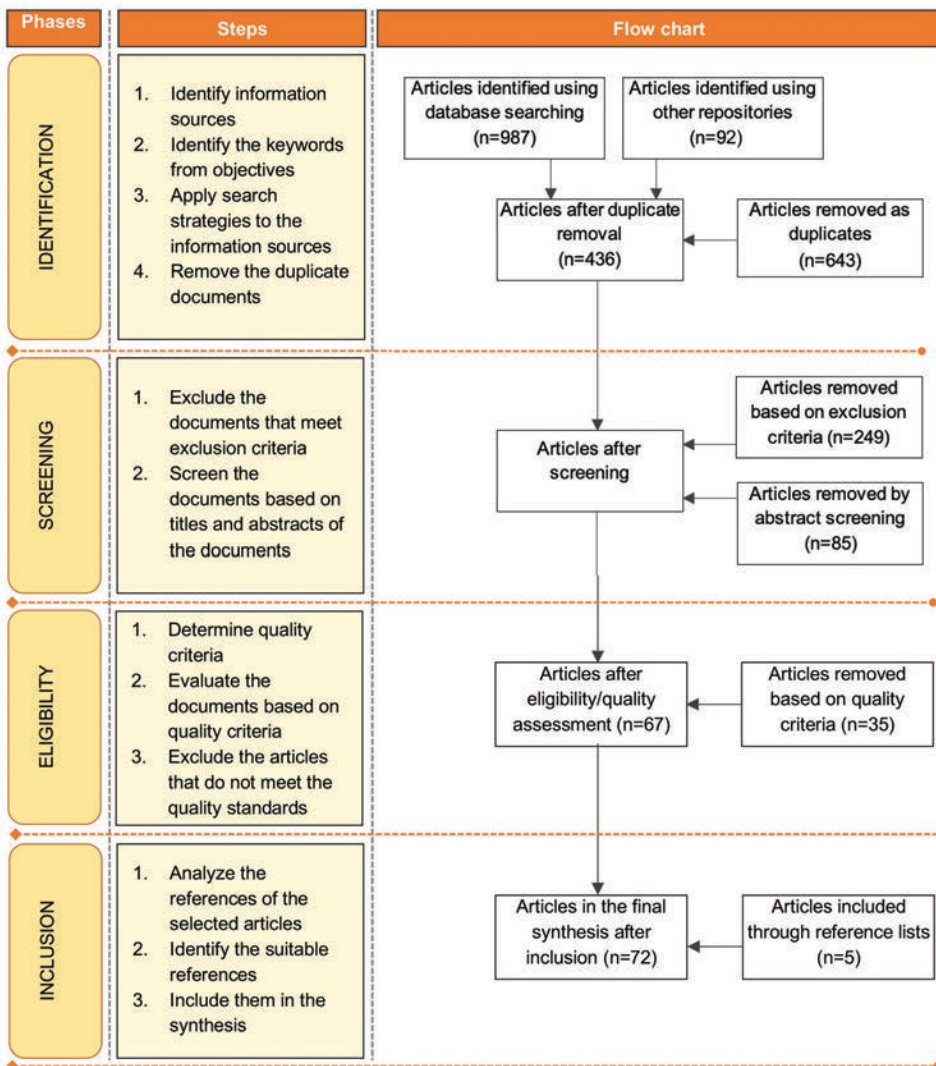 Phases
Steps
Flow chart
IDENTIFICATION
1. Identify information
sources
2. Identify the keywords
from objectives
3. Apply search
strategies to the
information sources
4. Remove the duplicate
documents
Articles identified using
database searching
(n=987)
Articles identified using
other repositories
(n=92)
Articles after duplicate
removal
(n=436)
Articles removed as
duplicates
(n=643)
SCREENING
1. Exclude the
documents that meet
exclusion criteria
2. Screen the
documents based on
titles and abstracts of
the documents
Articles after
screening
Articles removed
based on exclusion
criteria (n=249)
Articles removed by
abstract screening
(n=85)
ELIGIBILITY
1. Determine quality
criteria
2. Evaluate the
documents based on
quality criteria
3. Exclude the articles
that do not meet the
quality standards
Articles after
eligibility/quality
assessment (n=67)
Articles removed
based on quality
criteria (n=35)
INCLUSION
1. Analyze the
references of the
selected articles
2. Identify the suitable
references
3. Include them in the
synthesis
Articles in the final
synthesis after
inclusion (n=72)
Articles included
through reference lists
(n=5)